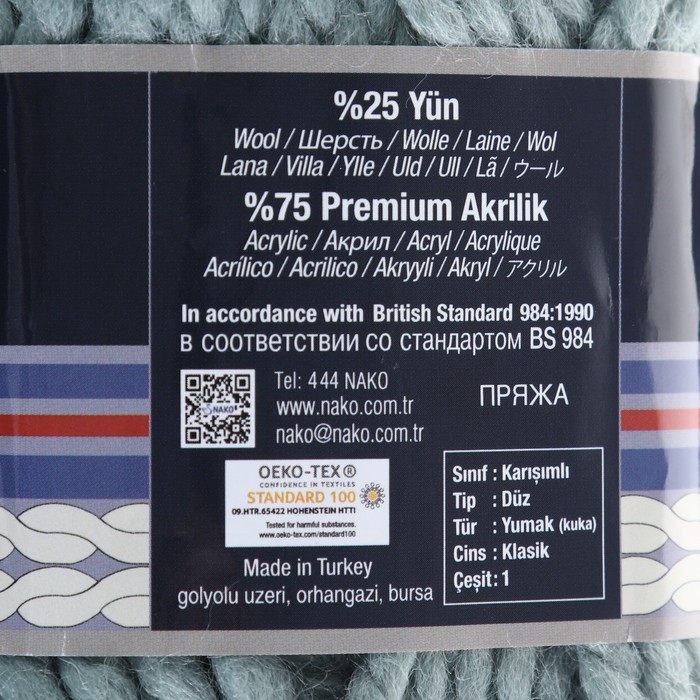 %25 Yün
Wool / Шерсть / Wolle / Laine / Wol
Lana / Villa / Ylle / Uld / Ull / Lã / ウール
%75 Premium Akrilik
Acrylic / Акрил / Acryl / Acrylique
Acrílico / Acrilico / Akryyli / Akryl / アクリル
In accordance with British Standard 984:1990
в соответствии со стандартом BS 984
NAKO
Tel: 444 NAKO
www.nako.com.tr
nako@nako.com.tr
ПРЯЖА
OEKO-TEX®
CONFIDENCE IN TEXTILES
STANDARD 100
09.HTR.65422 HOHENSTEIN HTTI
Tested for harmful substances.
www.oeko-tex.com/standard100
Made in Turkey
golyolu uzeri, orhangazi, bursa
Sınıf : Karışımlı
Tip : Düz
Tür : Yumak (kuka)
Cins : Klasik
Çeşit : 1